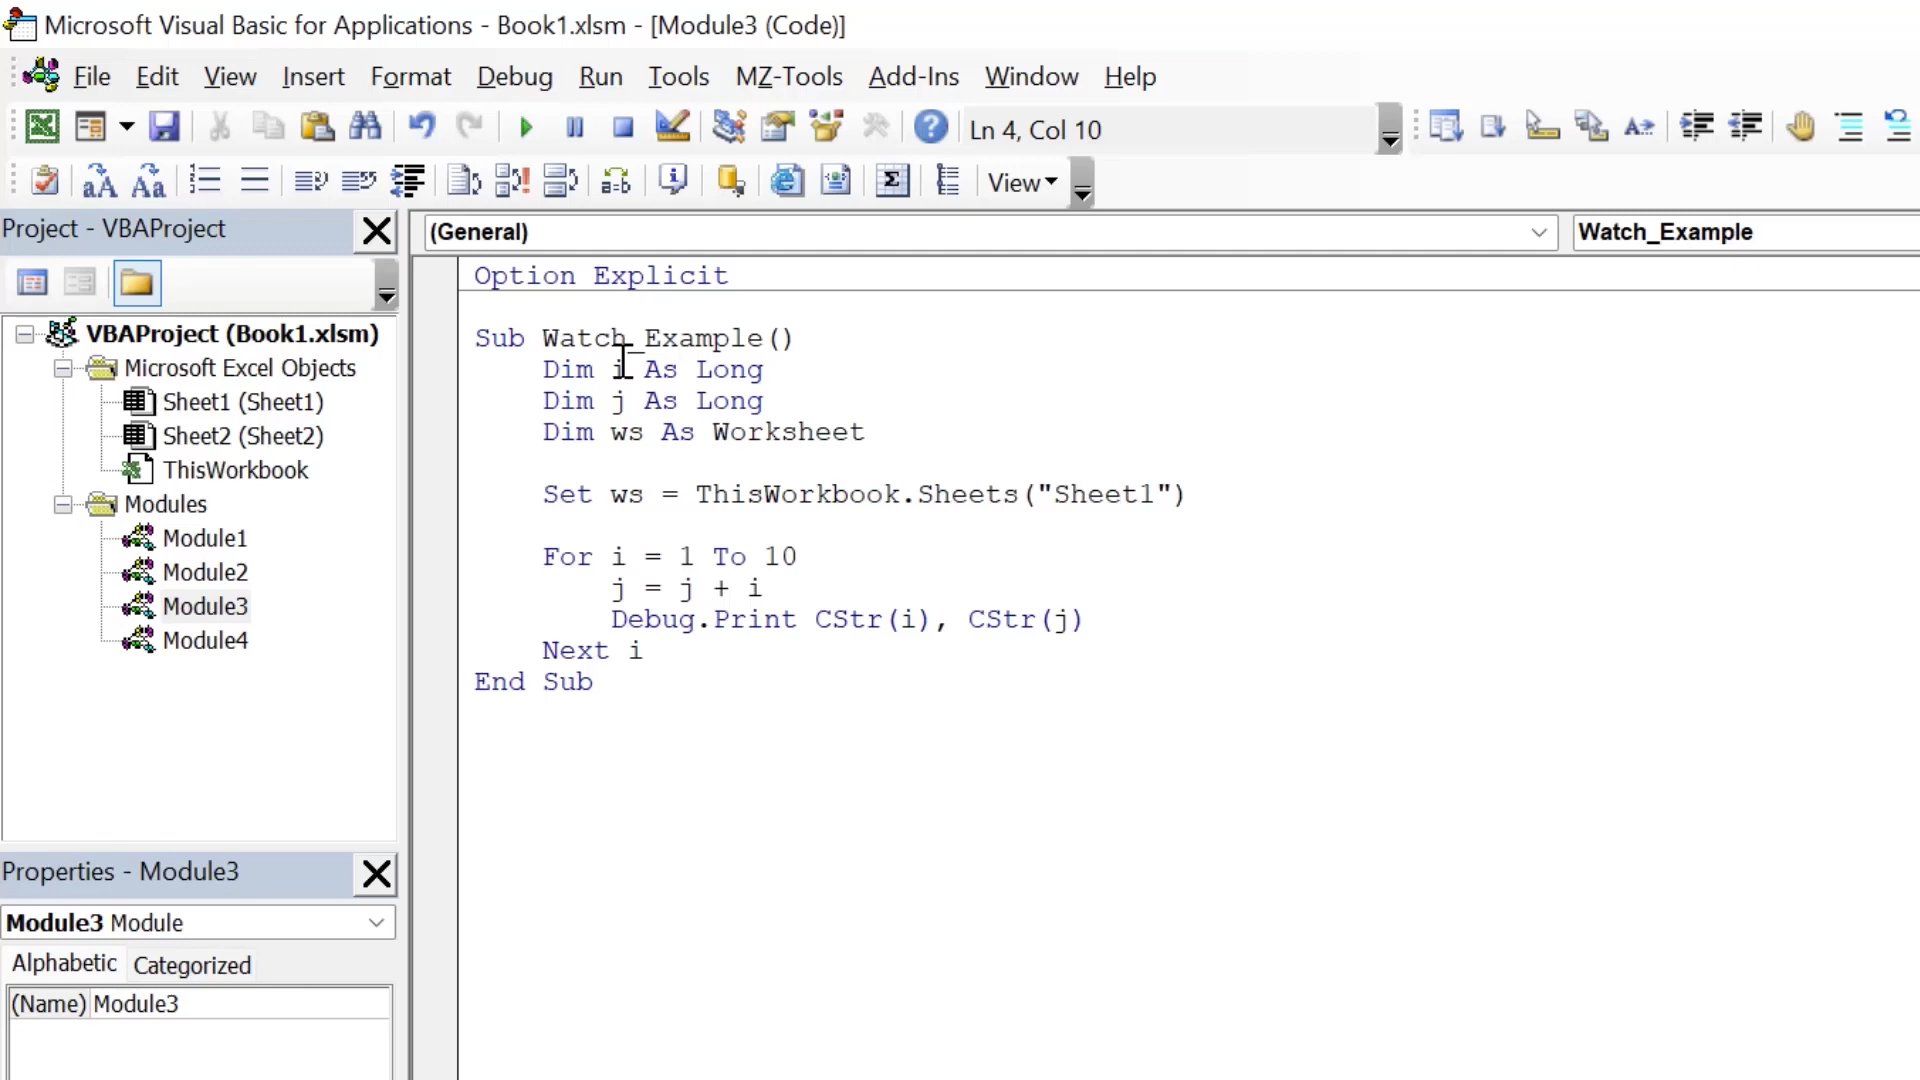 Microsoft Visual Basic for Applications - Book1.xlsm - [Module3 (Code)]
File Edit View Insert Format Debug Run Tools MZ-Tools Add-Ins Window Help
Ln 4, Col 10
View
Project - VBAProject
(General)
Watch_Example
VBAProject (Book1.xlsm)
Microsoft Excel Objects
Sheet1 (Sheet1)
Sheet2 (Sheet2)
ThisWorkbook
Modules
Module1
Module2
Module3
Module4
Option Explicit
Sub Watch_Example()
Dim i As Long
Dim j As Long
Dim ws As Worksheet
Set ws = ThisWorkbook.Sheets("Sheet1")
For i = 1 To 10
j = j + i
Debug.Print CStr(i), CStr(j)
Next i
End Sub
Properties - Module3
Module3 Module
Alphabetic Categorized
(Name) Module3